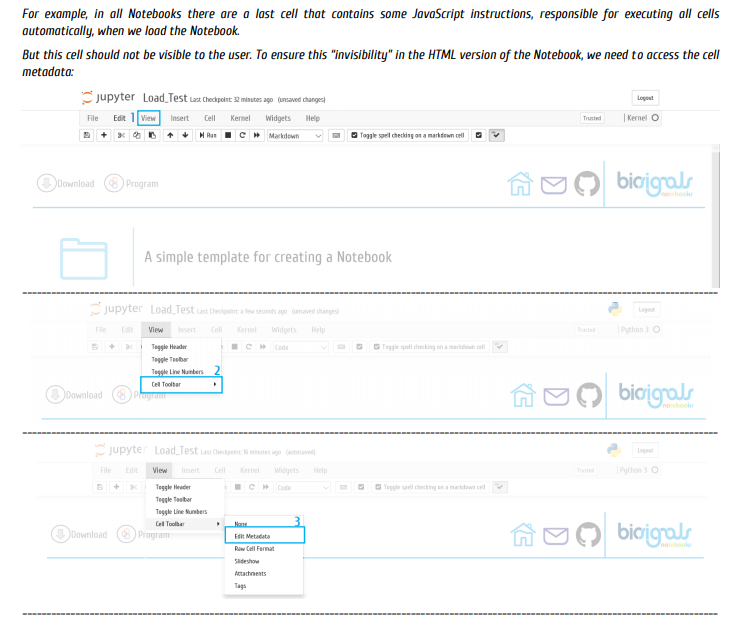 For example, in all Notebooks there are a last cell that contains some JavaScript instructions, responsible for executing all cells
automatically, when we load the Notebook.
But this cell should not be visible to the user. To ensure this "invisibility" in the HTML version of the Notebook, we need to access the cell
metadata:
jupyter Load_Test Last Checkpoint: 32 minutes ago (unsaved changes) Logout
File Edit 1 View Insert Cell Kernel Widgets Help Trusted Kernel
Run Markdown Toggle spell checking on a markdown cell
Download Program biosignals
notebooks
A simple template for creating a Notebook
jupyter Load_Test Last Checkpoint: a few seconds ago (unsaved changes) Logout
File Edit View Insert Cell Kernel Widgets Help Trusted Python 3
Toggle Header Code Toggle spell checking on a markdown cell
Toggle Toolbar
Toggle Line Numbers 2
Cell Toolbar
Download Program biosignals
notebooks
jupyter Load_Test Last Checkpoint: 16 minutes ago (autosaved) Logout
File Edit View Insert Cell Kernel Widgets Help Trusted Python 3
Toggle Header Code Toggle spell checking on a markdown cell
Toggle Toolbar
Toggle Line Numbers
Cell Toolbar None 3
Download Program Edit Metadata biosignals
notebooks
Raw Cell Format
Slideshow
Attachments
Tags